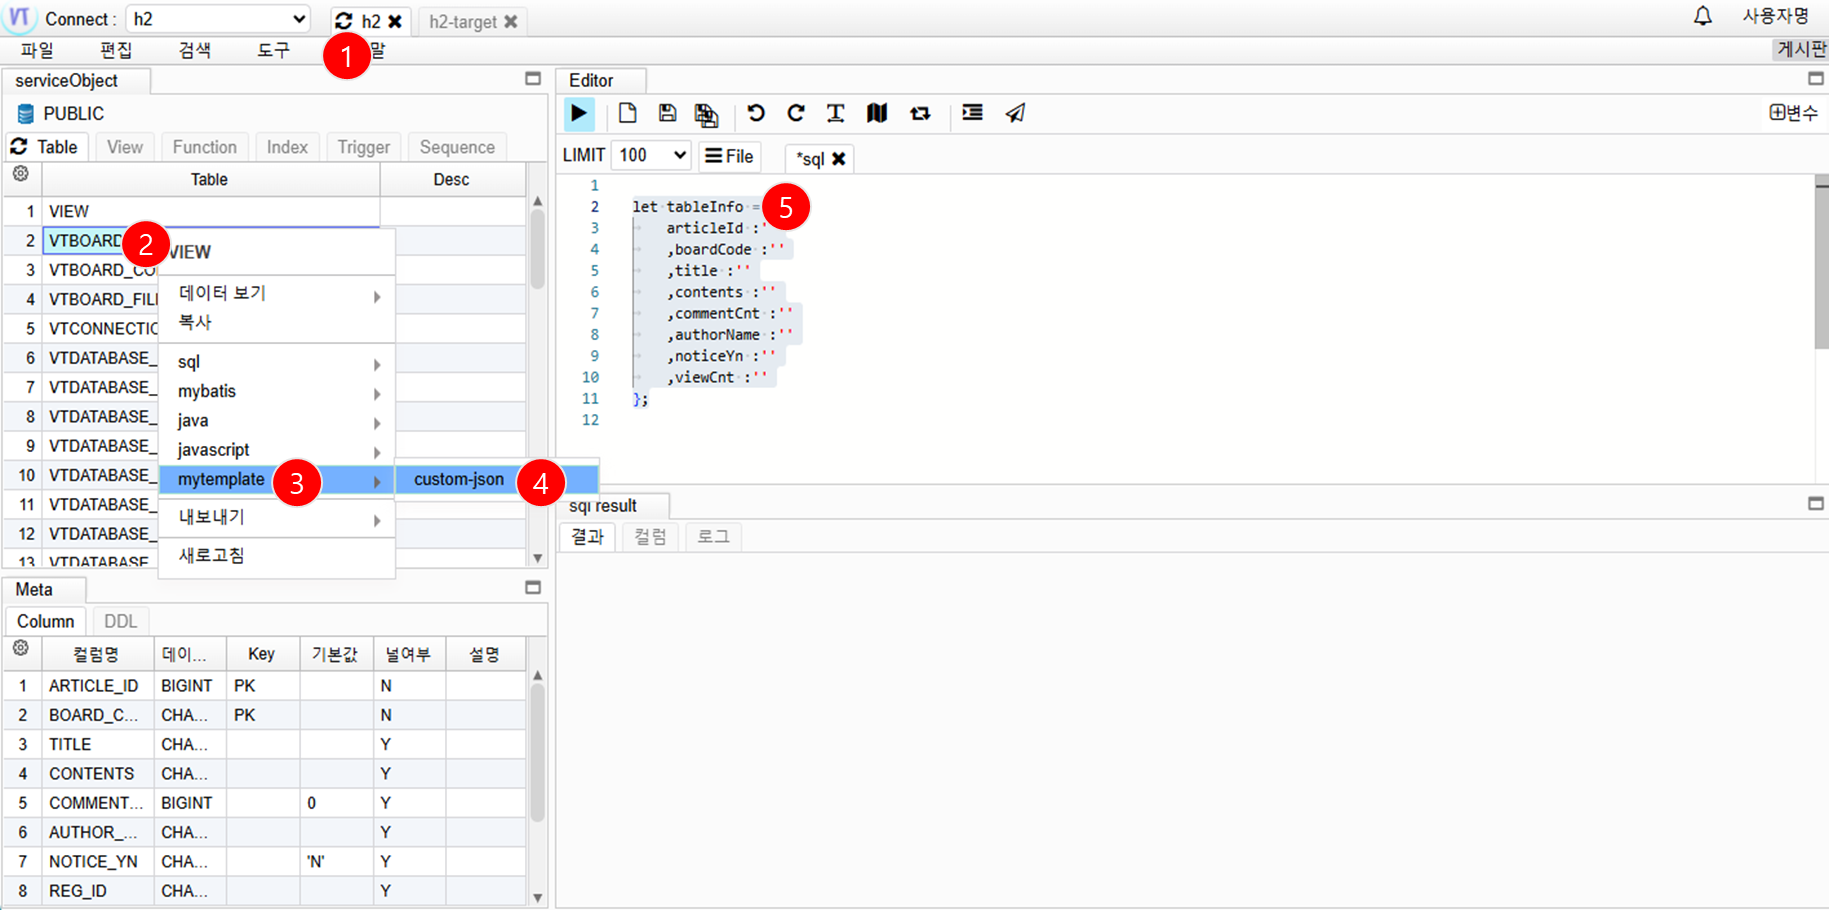 VT Connect : h2 h2 h2-target 사용자명
파일 편집 검색 도구 1 말 게시판
serviceObject
PUBLIC
Table View Function Index Trigger Sequence
Table Desc
1 VIEW
2 VTBOARD 2
3 VTBOARD_CO
4 VTBOARD_FIL
5 VTCONNECTIO
6 VTDATABASE_
7 VTDATABASE_
8 VTDATABASE_
9 VTDATABASE_
10 VTDATABASE_
11 VTDATABASE_
12 VTDATABASE_
13 VTDATABASE
VIEW
데이터 보기
복사
sql
mybatis
java
javascript
mytemplate 3
custom-json 4
내보내기
새로고침
Meta
Column DDL
컬럼명 데이... Key 기본값 널여부 설명
1 ARTICLE_ID BIGINT PK N
2 BOARD_C... CHA... PK N
3 TITLE CHA... Y
4 CONTENTS CHA... Y
5 COMMENT... BIGINT 0 Y
6 AUTHOR_... CHA... Y
7 NOTICE_YN CHA... 'N' Y
8 REG_ID CHA... Y
Editor
변수
LIMIT 100 File *sql
1
2 let tableInfo = 5
3 articleId :'
4 ,boardCode :''
5 ,title :''
6 ,contents :''
7 ,commentCnt :''
8 ,authorName :''
9 ,noticeYn :''
10 ,viewCnt :''
11 };
12
sql result
결과 컬럼 로그